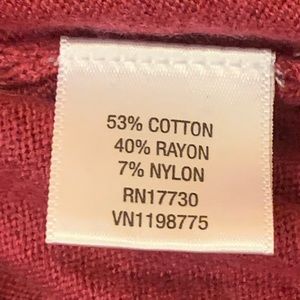 53% COTTON
40% RAYON
7% NYLON
RN17730
VN1198775